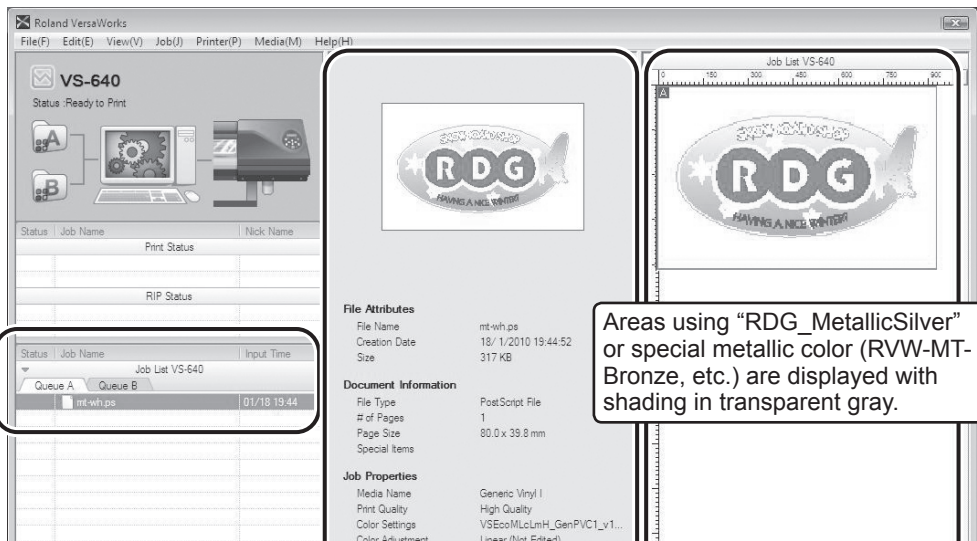 Roland VersaWorks
File(F) Edit(E) View(V) Job(J) Printer(P) Media(M) Help(H)
VS-640
Status :Ready to Print
A
B
Status Job Name Nick Name
Print Status
RIP Status
Status Job Name Input Time
Job List VS-640
Queue A Queue B
mt-wh.ps 01/18 19:44
RDG
HAVING A NICE WINTER!
File Attributes
File Name mt-wh.ps
Creation Date 18/ 1/2010 19:44:52
Size 317 KB
Document Information
File Type PostScript File
# of Pages 1
Page Size 80.0 x 39.8 mm
Special Items
Job Properties
Media Name Generic Vinyl I
Print Quality High Quality
Color Settings VSEcoMLcLmH_GenPVC1_v1...
Color Adjustment Linear (Not Edited)
Job List VS-640
0 150 300 450 600 750 900
A
RDG
HAVING A NICE WINTER!
Areas using “RDG_MetallicSilver”
or special metallic color (RVW-MT-
Bronze, etc.) are displayed with
shading in transparent gray.